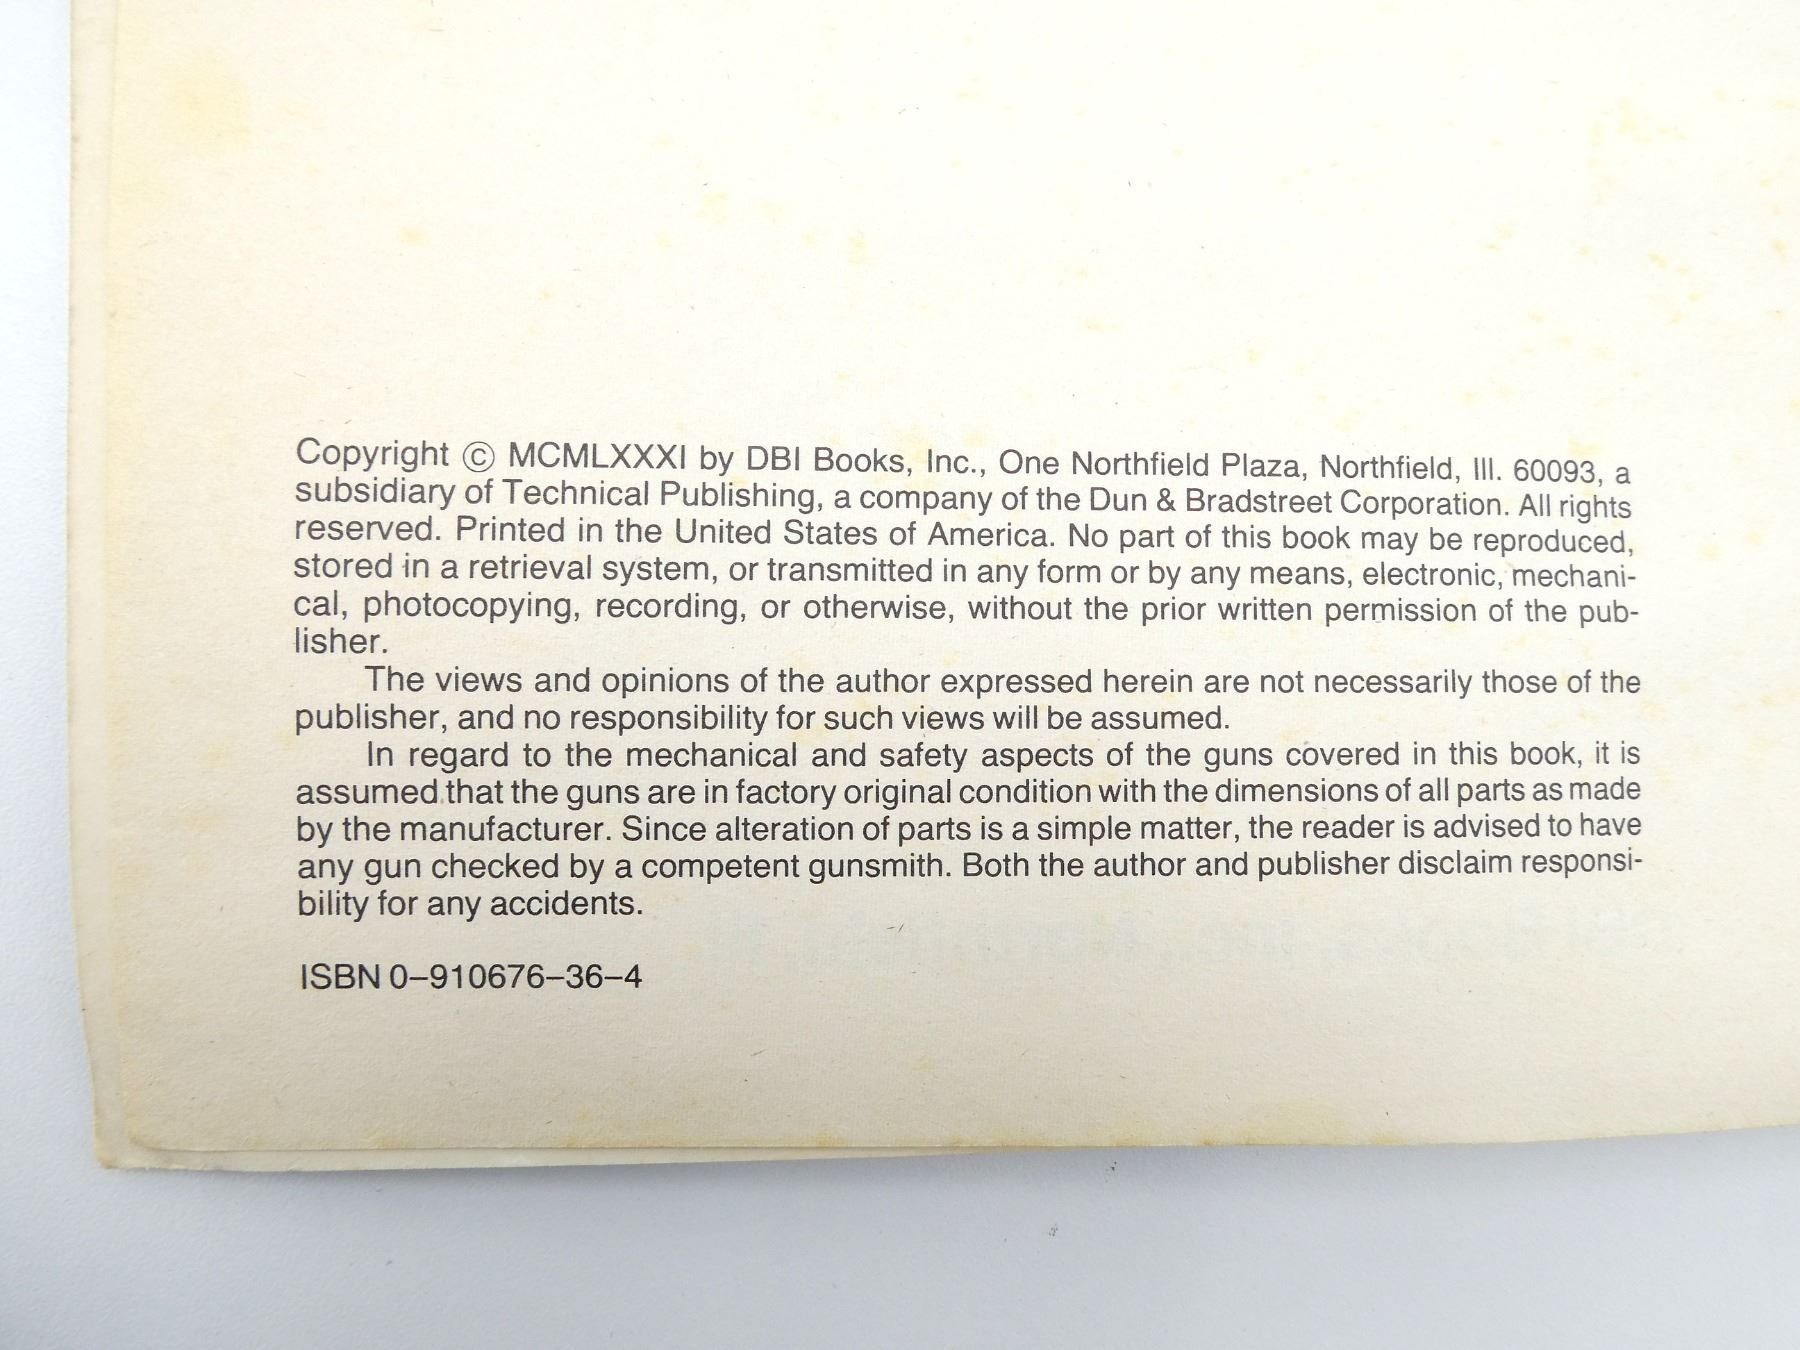 Copyright © MCMLXXXI by DBI Books, Inc., One Northfield Plaza, Northfield, Ill. 60093, a
subsidiary of Technical Publishing, a company of the Dun & Bradstreet Corporation. All rights
reserved. Printed in the United States of America. No part of this book may be reproduced,
stored in a retrieval system, or transmitted in any form or by any means, electronic, mechani-
cal, photocopying, recording, or otherwise, without the prior written permission of the pub-
lisher.
The views and opinions of the author expressed herein are not necessarily those of the
publisher, and no responsibility for such views will be assumed.
In regard to the mechanical and safety aspects of the guns covered in this book, it is
assumed that the guns are in factory original condition with the dimensions of all parts as made
by the manufacturer. Since alteration of parts is a simple matter, the reader is advised to have
any gun checked by a competent gunsmith. Both the author and publisher disclaim responsi-
bility for any accidents.
ISBN 0–910676–36–4